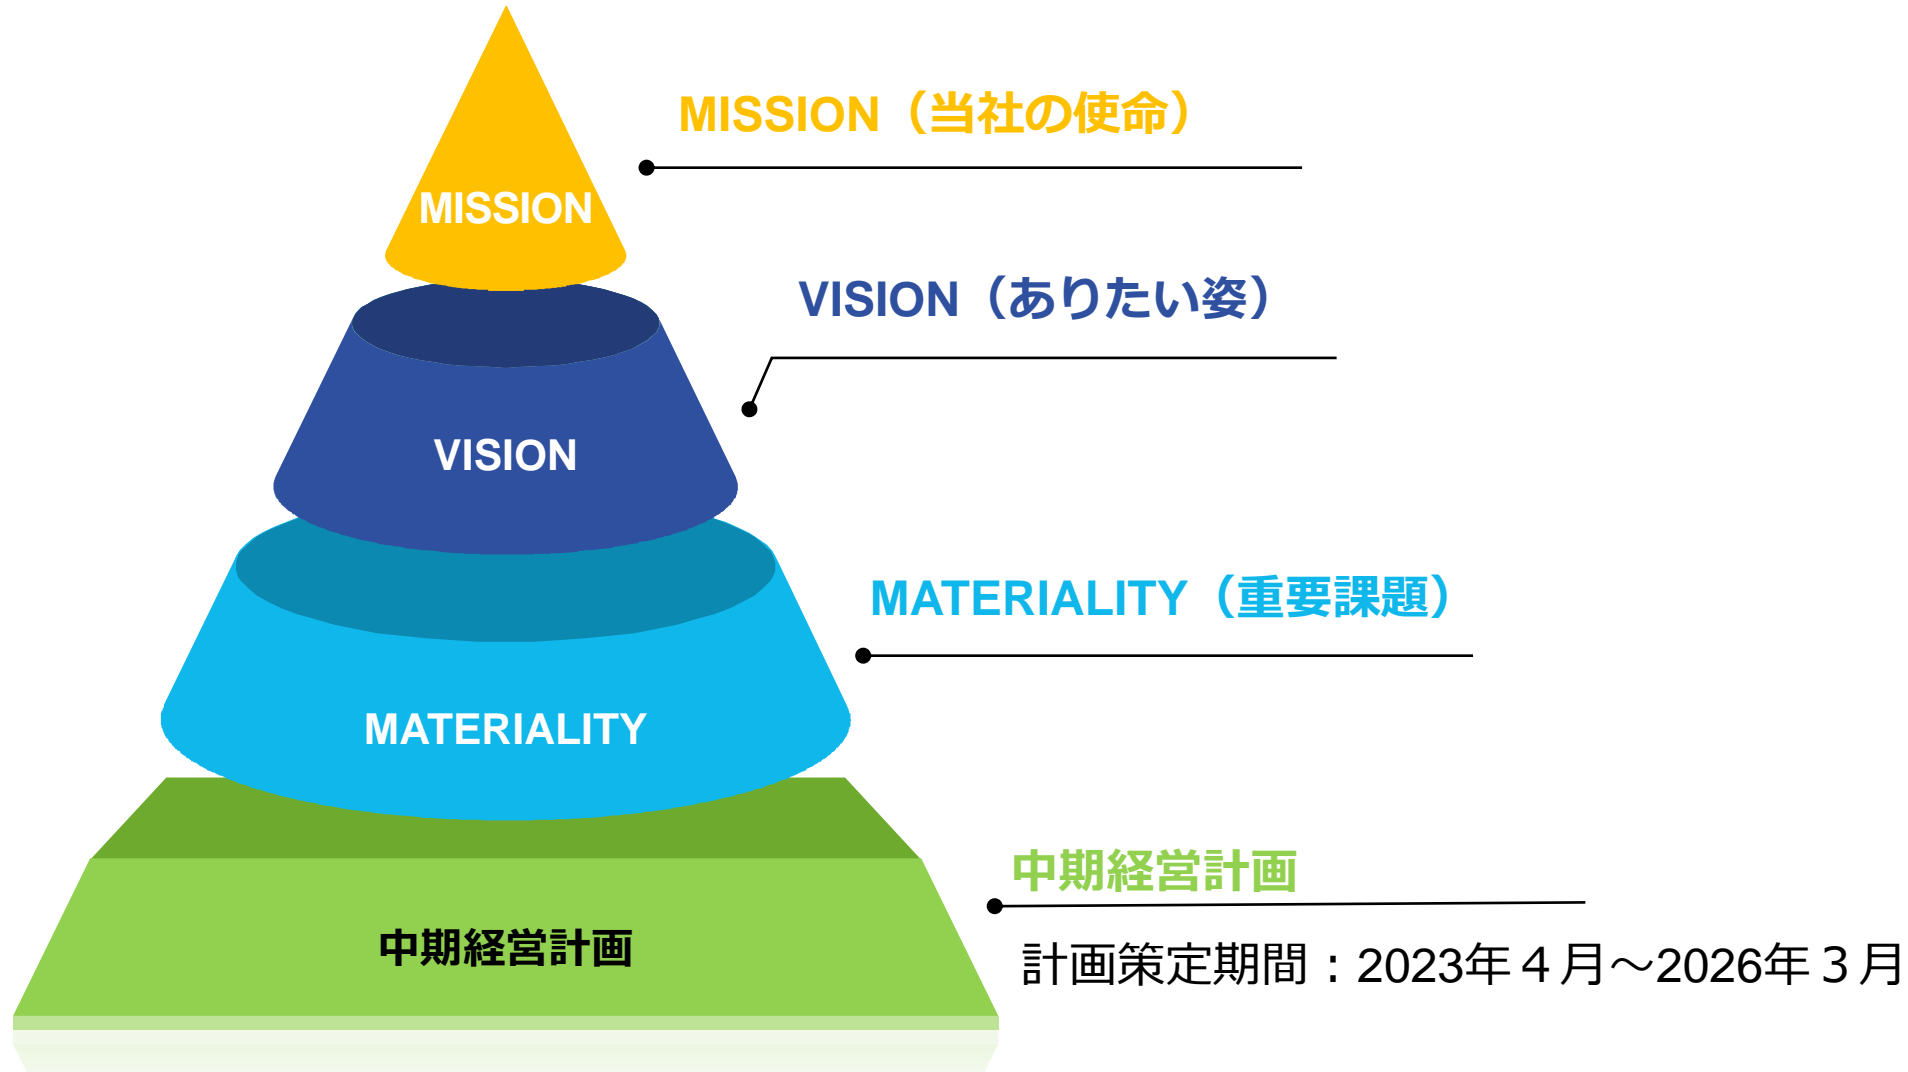 MISSION（当社の使命）
MISSION
VISION（ありたい姿）
VISION
MATERIALITY（重要課題）
MATERIALITY
中期経営計画
中期経営計画
計画策定期間：2023年４月～2026年３月